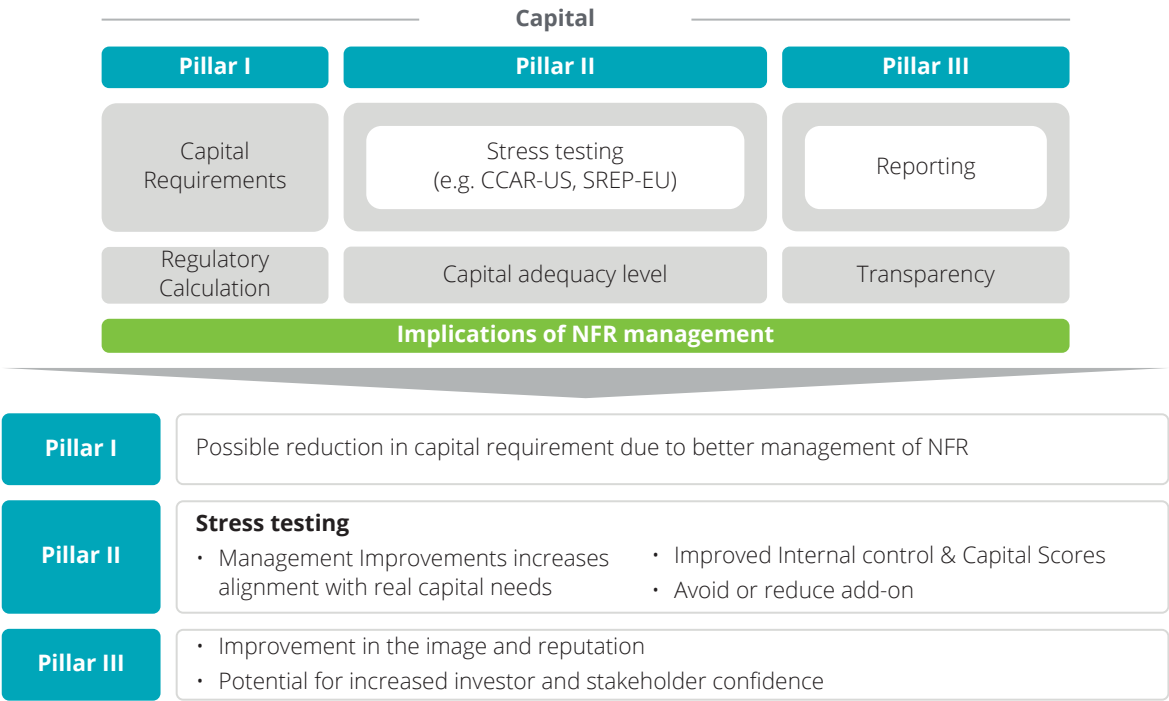 Capital
Pillar I
Pillar II
Pillar III
Capital
Requirements
Stress testing
(e.g. CCAR-US, SREP-EU)
Reporting
Regulatory
Calculation
Capital adequacy level
Transparency
Implications of NFR management
Pillar I
Possible reduction in capital requirement due to better management of NFR
Pillar II
Stress testing
• Management Improvements increases
alignment with real capital needs
• Improved Internal control & Capital Scores
• Avoid or reduce add-on
Pillar III
• Improvement in the image and reputation
• Potential for increased investor and stakeholder confidence